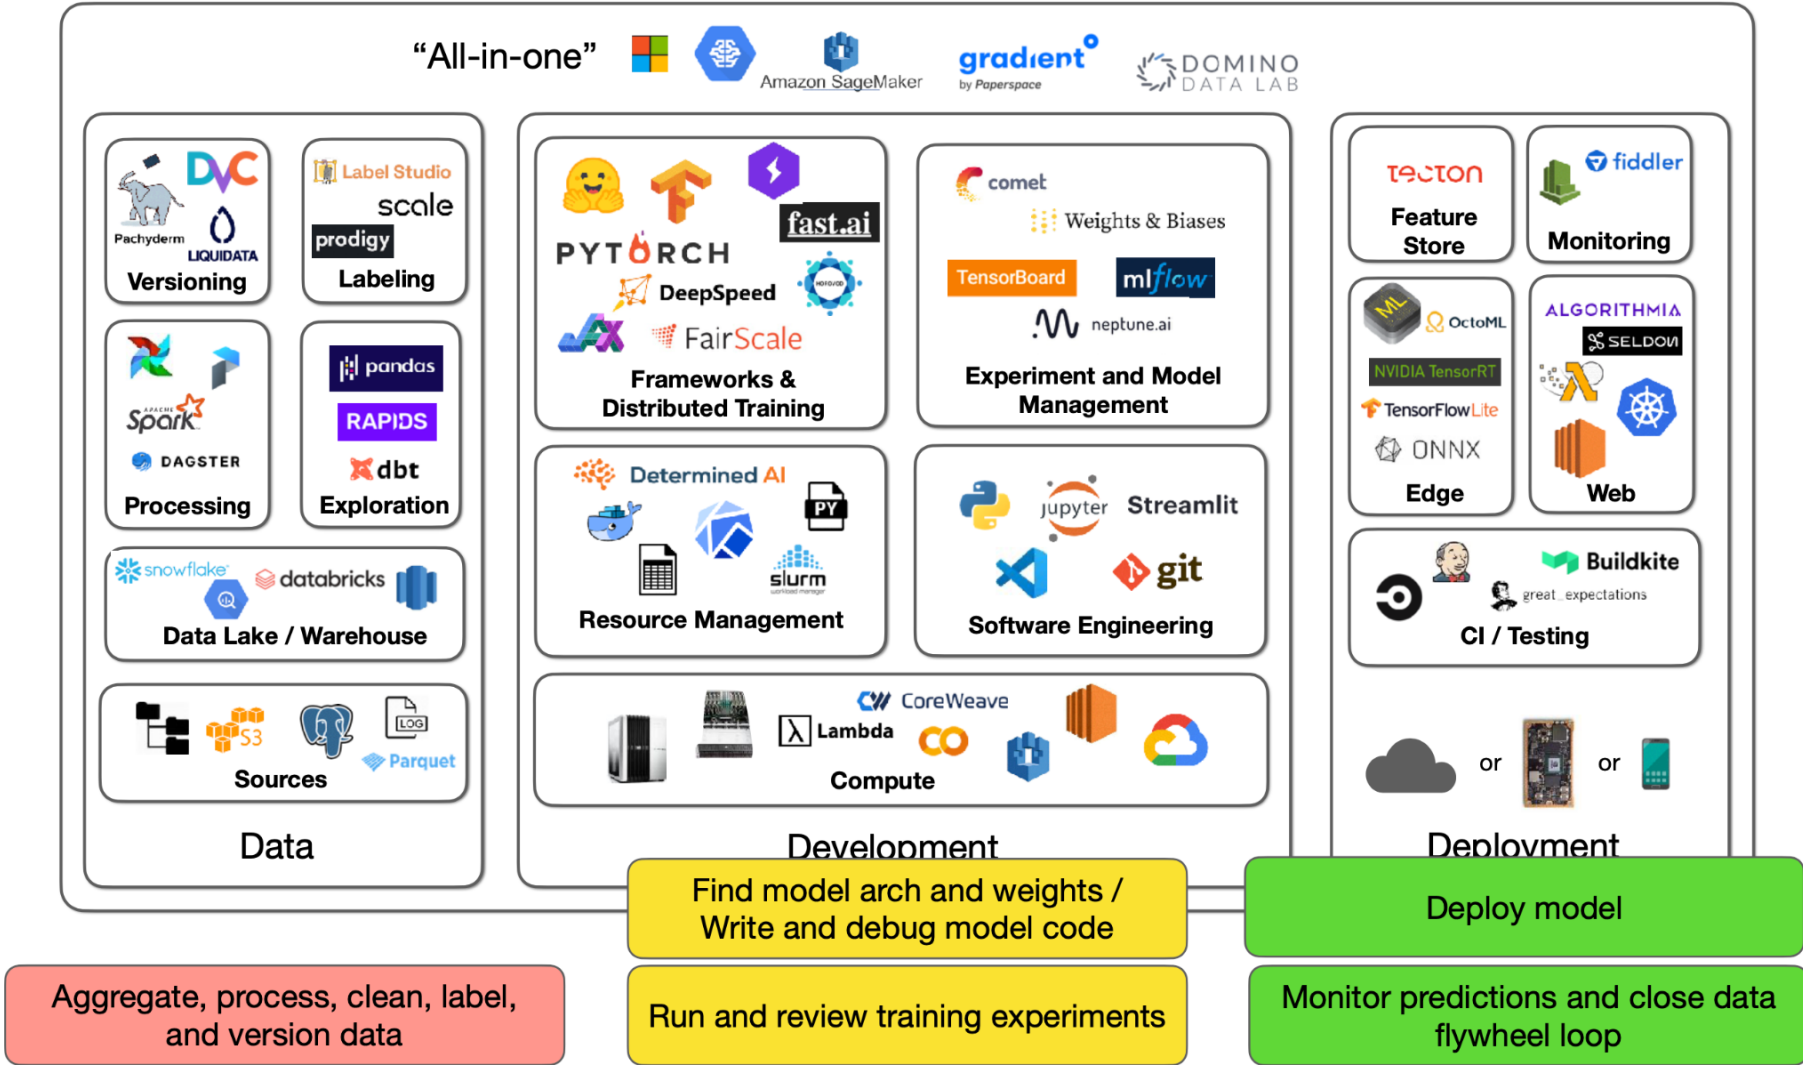 “All-in-one”
Amazon SageMaker
gradient
by Paperspace
DOMINO
DATA LAB
DVC
Pachyderm
LIQUIDATA
Versioning
Label Studio
scale
prodigy
Labeling
APACHE
Spark
DAGSTER
Processing
pandas
RAPIDS
dbt
Exploration
snowflake
databricks
Data Lake / Warehouse
S3
LOG
Parquet
Sources
Data
fast.ai
PYTORCH
HOROVOD
DeepSpeed
JAX
FairScale
Frameworks &
Distributed Training
comet
Weights & Biases
TensorBoard
mlflow
neptune.ai
Experiment and Model
Management
Determined AI
PY
slurm
workload manager
Resource Management
jupyter
Streamlit
git
Software Engineering
CoreWeave
Lambda
Compute
Development
TECTON
Feature
Store
fiddler
Monitoring
ML
OctoML
NVIDIA TensorRT
TensorFlow Lite
ONNX
Edge
ALGORITHMIA
SELDON
Web
Buildkite
great_expectations
CI / Testing
or
or
Deployment
Find model arch and weights /
Write and debug model code
Deploy model
Aggregate, process, clean, label,
and version data
Run and review training experiments
Monitor predictions and close data
flywheel loop